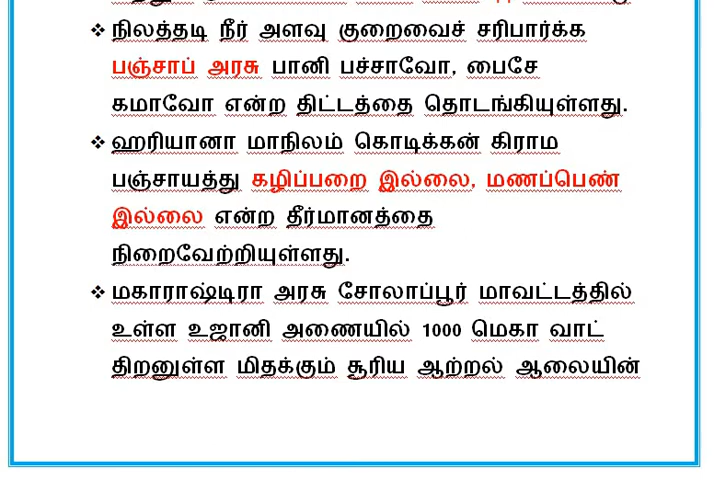 ❖ நிலத்தடி நீர் அளவு குறைவைச் சரிபார்க்க
பஞ்சாப் அரசு பானி பச்சாவோ, பைசே
கமாவோ என்ற திட்டத்தை தொடங்கியுள்ளது.
❖ ஹரியானா மாநிலம் கொடிக்கன் கிராம
பஞ்சாயத்து கழிப்பறை இல்லை, மணப்பெண்
இல்லை என்ற தீர்மானத்தை
நிறைவேற்றியுள்ளது.
❖ மகாராஷ்டிரா அரசு சோலாப்பூர் மாவட்டத்தில்
உள்ள உஜானி அணையில் 1000 மெகா வாட்
திறனுள்ள மிதக்கும் சூரிய ஆற்றல் ஆலையின்